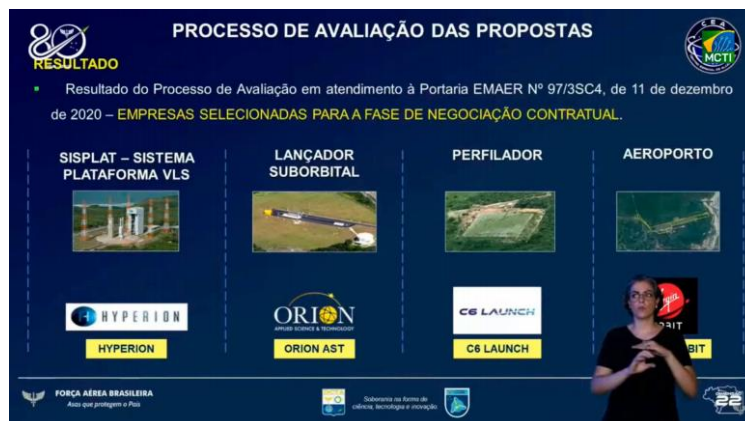 80
PROCESSO DE AVALIAÇÃO DAS PROPOSTAS
CEA
MCTI
RESULTADO
Resultado do Processo de Avaliação em atendimento à Portaria EMAER Nº 97/3SC4, de 11 de dezembro
de 2020 – EMPRESAS SELECIONADAS PARA A FASE DE NEGOCIAÇÃO CONTRATUAL.
SISPLAT – SISTEMA
PLATAFORMA VLS
LANÇADOR
SUBORBITAL
PERFILADOR
AEROPORTO
HYPERION
ORION
APPLIED SCIENCE & TECHNOLOGY
C6 LAUNCH
HYPERION
ORION AST
C6 LAUNCH
BIT
FORÇA AÉREA BRASILEIRA
Asas que protegem o País
Soberania na forma de
ciência, tecnologia e inovação.
22